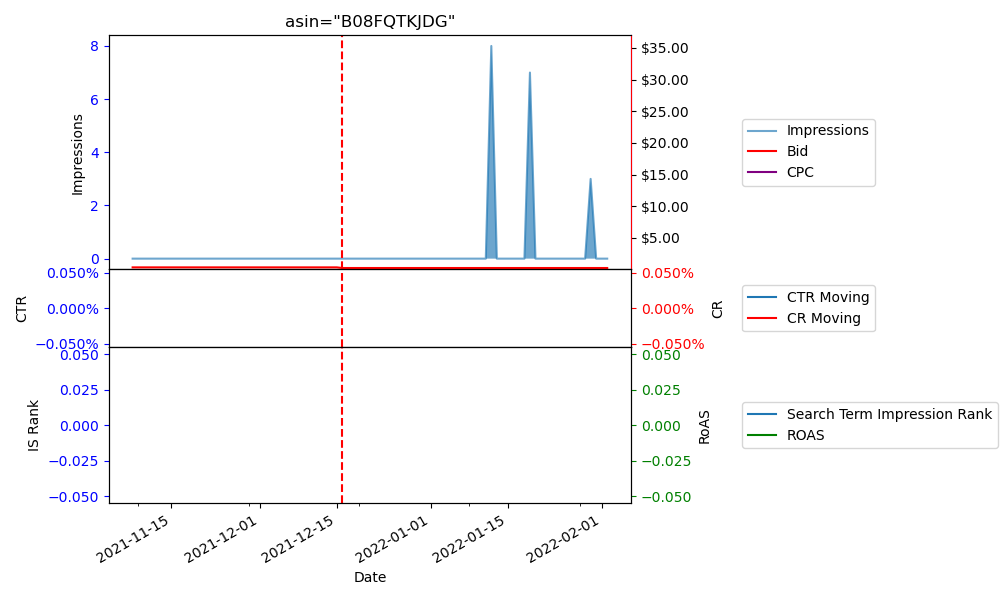 asin="B08FQTKJDG"
8
6
4
2
0
Impressions
$35.00
$30.00
$25.00
$20.00
$15.00
$10.00
$5.00
Impressions
Bid
CPC
0.050%
0.000%
−0.050%
CTR
0.050%
0.000%
−0.050%
CR
CTR Moving
CR Moving
0.050
0.025
0.000
−0.025
−0.050
IS Rank
0.050
0.025
0.000
−0.025
−0.050
RoAS
Search Term Impression Rank
ROAS
2021-11-15
2021-12-01
2021-12-15
2022-01-01
2022-01-15
2022-02-01
Date